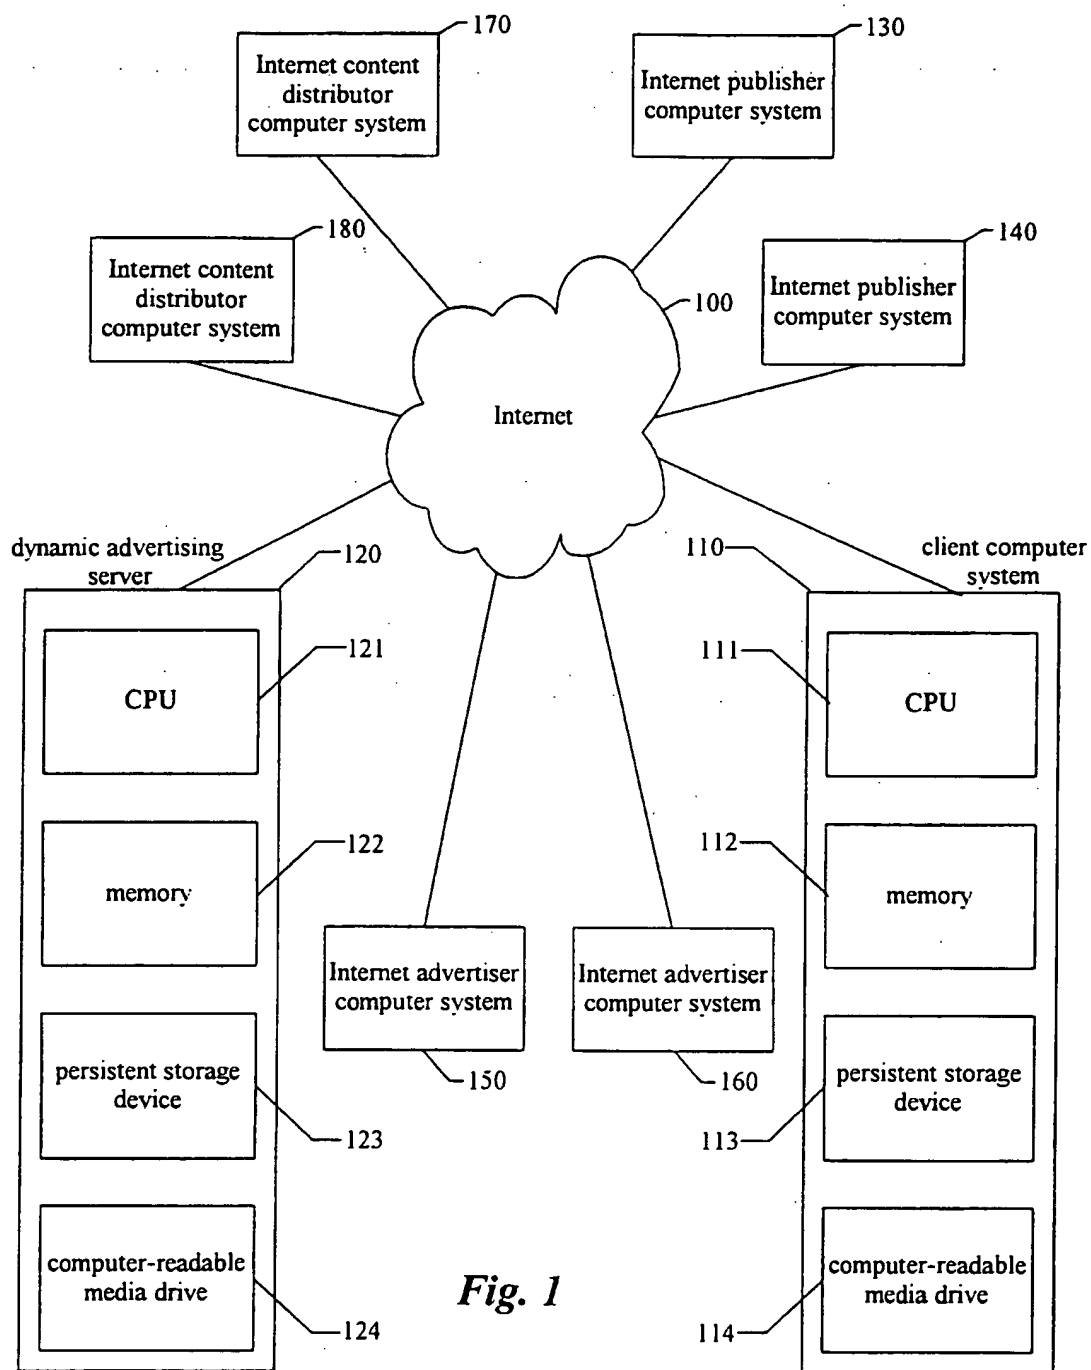 170
Internet content
distributor
computer system
130
Internet publisher
computer system
180
Internet content
distributor
computer system
140
Internet publisher
computer system
100
Internet
dynamic advertising
server
120
110
client computer
system
CPU
121
111
CPU
memory
122
112
memory
Internet advertiser
computer system
150
Internet advertiser
computer system
160
persistent storage
device
123
113
persistent storage
device
computer-readable
media drive
124
Fig. 1
114
computer-readable
media drive